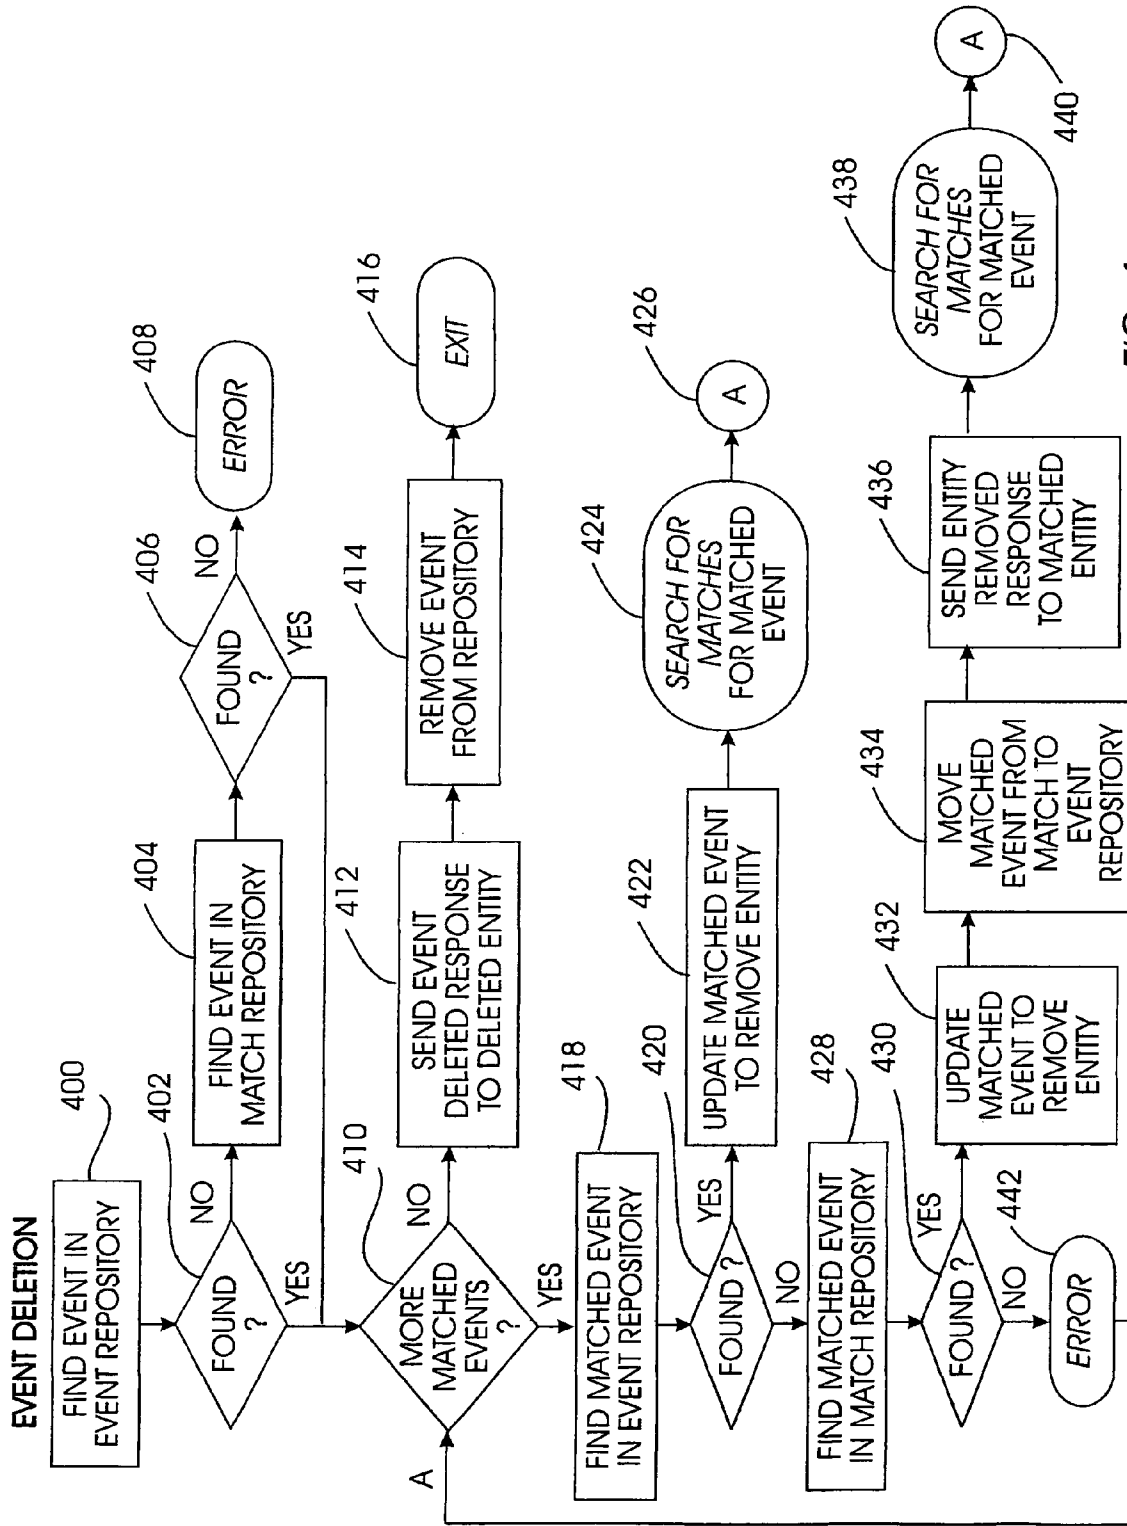 EVENT DELETION
400
FIND EVENT IN
EVENT REPOSITORY
402
FOUND
?
NO
YES
404
FIND EVENT IN
MATCH REPOSITORY
406
FOUND
?
NO
YES
408
ERROR
410
MORE
MATCHED
EVENTS
?
NO
YES
A
412
SEND EVENT
DELETED RESPONSE
TO DELETED ENTITY
414
REMOVE EVENT
FROM REPOSITORY
416
EXIT
418
FIND MATCHED EVENT
IN EVENT REPOSITORY
420
FOUND ?
YES
NO
422
UPDATE MATCHED EVENT
TO REMOVE ENTITY
424
SEARCH FOR
MATCHES
FOR MATCHED
EVENT
426
A
428
FIND MATCHED EVENT
IN MATCH REPOSITORY
430
FOUND ?
YES
NO
432
UPDATE
MATCHED
EVENT TO
REMOVE
ENTITY
434
MOVE
MATCHED
EVENT FROM
MATCH TO
EVENT
REPOSITORY
436
SEND ENTITY
REMOVED
RESPONSE
TO MATCHED
ENTITY
438
SEARCH FOR
MATCHES
FOR MATCHED
EVENT
440
A
442
ERROR